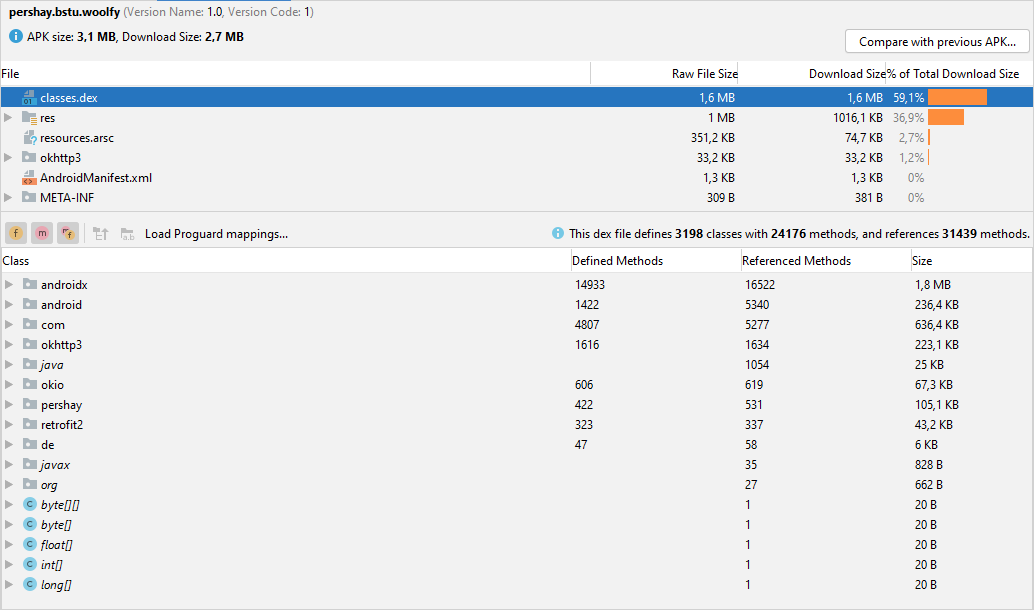 pershay.bstu.woolfy (Version Name: 1.0, Version Code: 1)
APK size: 3,1 MB, Download Size: 2,7 MB
Compare with previous APK...
File Raw File Size Download Size % of Total Download Size
classes.dex 1,6 MB 1,6 MB 59,1%
res 1 MB 1016,1 KB 36,9%
resources.arsc 351,2 KB 74,7 KB 2,7%
okhttp3 33,2 KB 33,2 KB 1,2%
AndroidManifest.xml 1,3 KB 1,3 KB 0%
META-INF 309 B 381 B 0%
Load Proguard mappings... This dex file defines 3198 classes with 24176 methods, and references 31439 methods.
Class Defined Methods Referenced Methods Size
androidx 14933 16522 1,8 MB
android 1422 5340 236,4 KB
com 4807 5277 636,4 KB
okhttp3 1616 1634 223,1 KB
java 1054 25 KB
okio 606 619 67,3 KB
pershay 422 531 105,1 KB
retrofit2 323 337 43,2 KB
de 47 58 6 KB
javax 35 828 B
org 27 662 B
byte[][] 1 20 B
byte[] 1 20 B
float[] 1 20 B
int[] 1 20 B
long[] 1 20 B